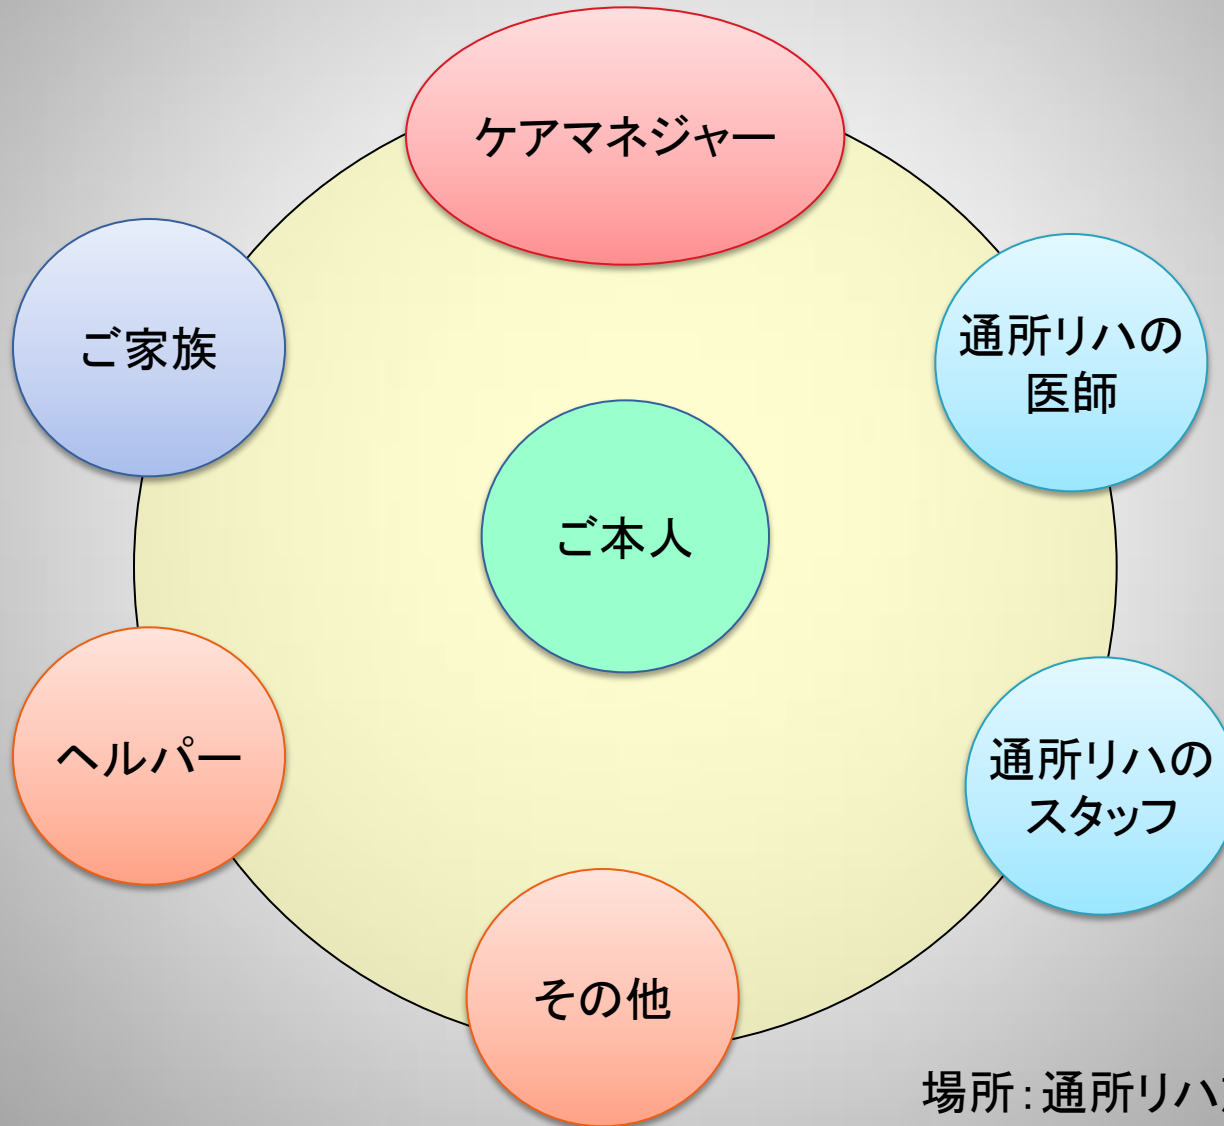 ケアマネジャー
ご家族
通所リハの
医師
ご本人
ヘルパー
通所リハの
スタッフ
その他
場所：通所リハ